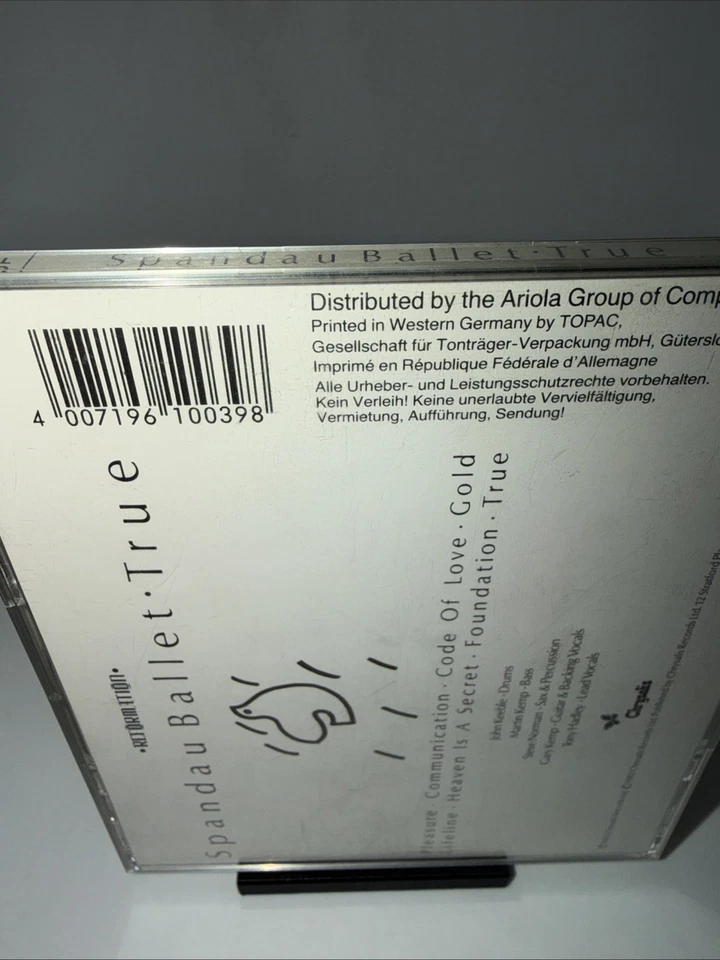 Spandau Ballet · True
Distributed by the Ariola Group of
Printed in Western Germany by TOPAC,
Gesellschaft für Tonträger-Verpackung mbH,
Imprimé en République Fédérale d'Allemagne
Alle Urheber- und Leistungsschutzrechte vorbehalten.
Kein Verleih! Keine unerlaubte Vervielfältigung,
Vermietung, Aufführung, Sendung!
4 007196 100398
·REFORMATION·
Spandau Ballet · True
Pleasure · Communication · Code Of Love · Gold
Lifeline · Heaven Is A Secret · Foundation · True
John Keeble · Drums
Martin Kemp · Bass
Steve Norman · Sax & Percussion
Gary Kemp · Guitar & Backing Vocals
Tony Hadley · Lead Vocals
Chrysalis